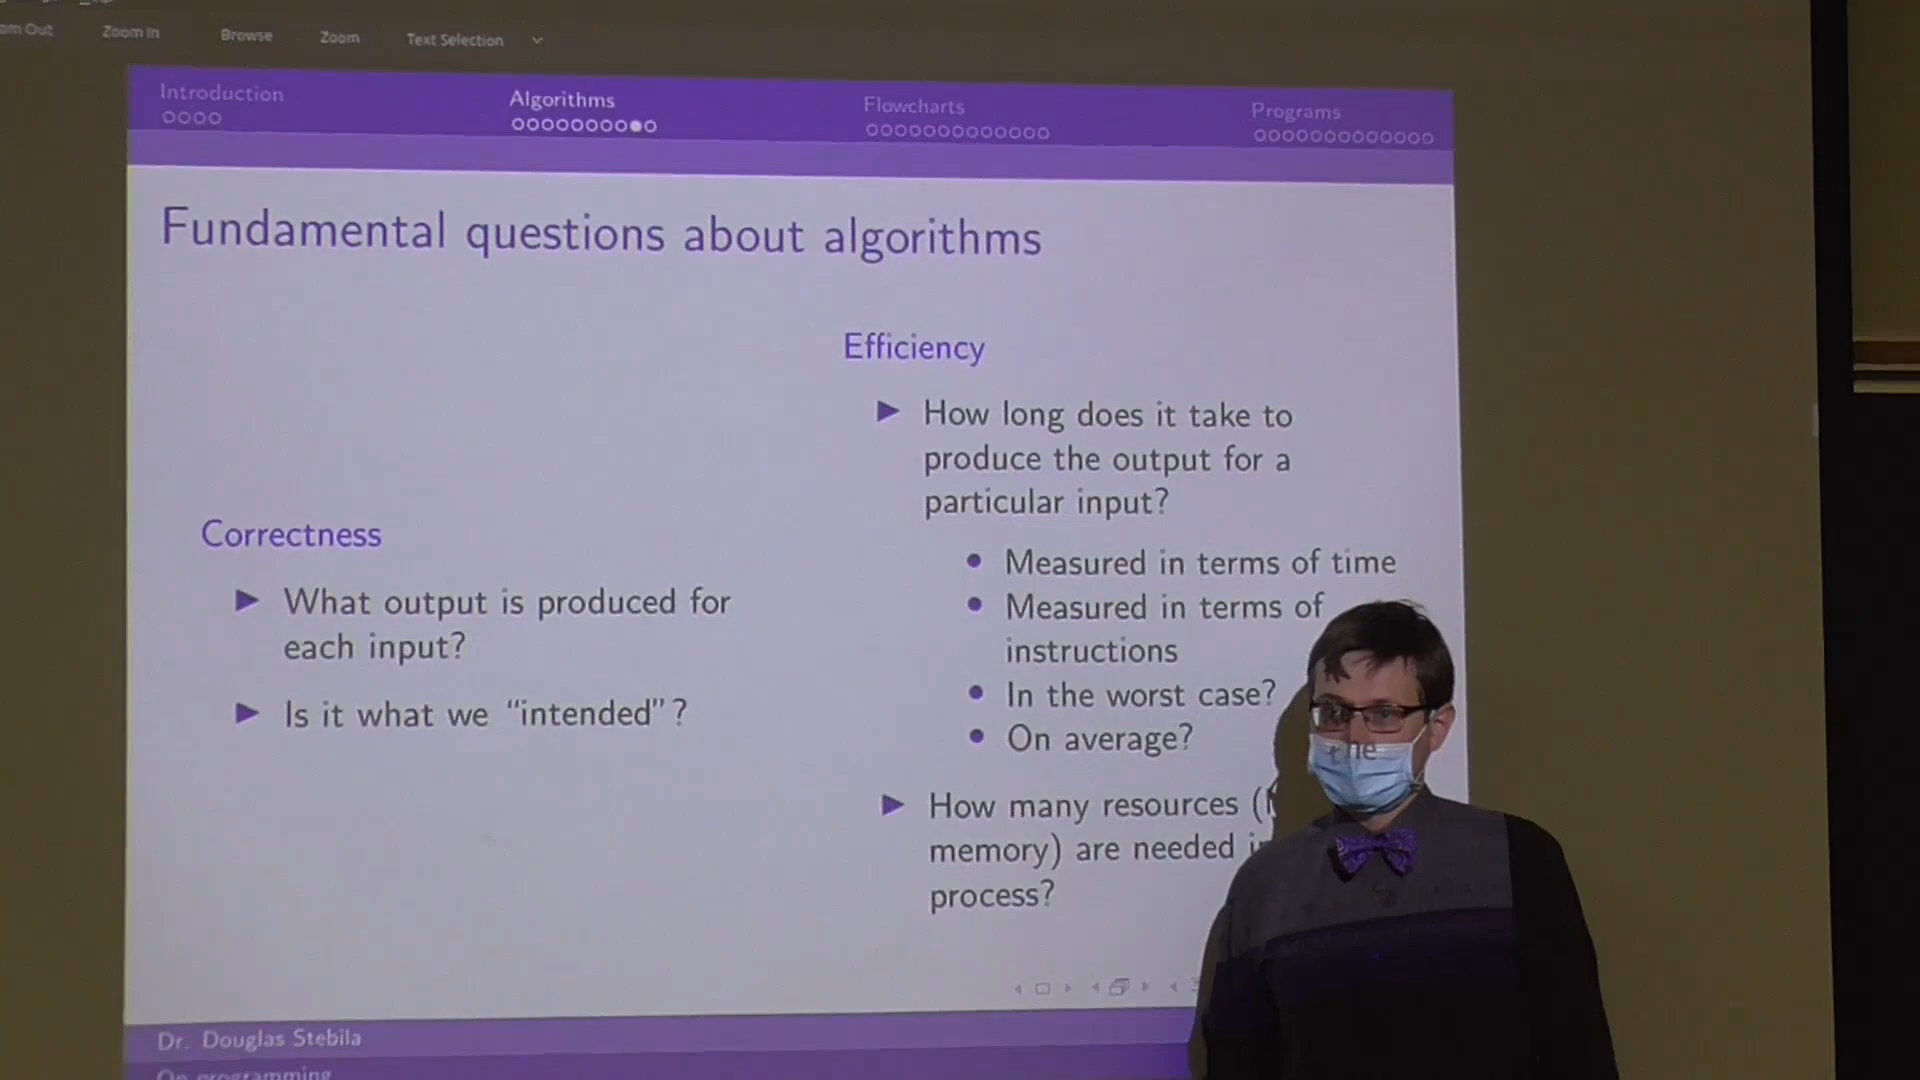 Zoom In Browse Zoom Text Selection
Introduction Algorithms Flowcharts Programs
Fundamental questions about algorithms
Correctness
What output is produced for
each input?
Is it what we “intended”?
Efficiency
How long does it take to
produce the output for a
particular input?
Measured in terms of time
Measured in terms of
instructions
In the worst case?
On average?
How many resources (
memory) are needed
the
process?
Dr. Douglas Stebila
On programming